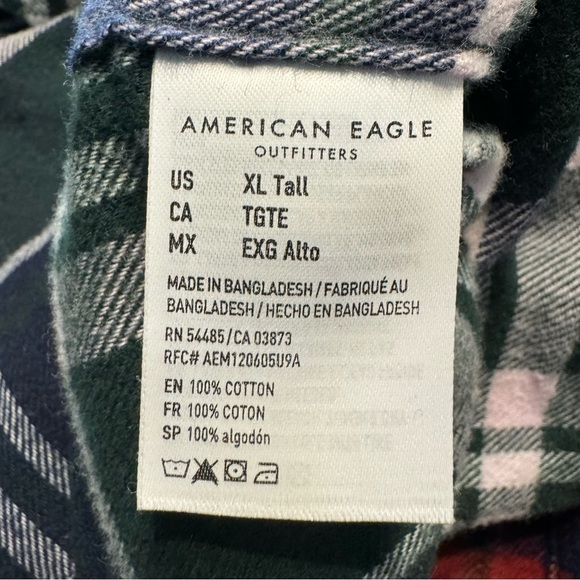 AMERICAN EAGLE
OUTFITTERS
US XL Tall
CA TGTE
MX EXG Alto
MADE IN BANGLADESH / FABRIQUÉ AU
BANGLADESH / HECHO EN BANGLADESH
RN 54485 / CA 03873
RFC# AEM120605U9A
EN 100% COTTON
FR 100% COTON
SP 100% algodón